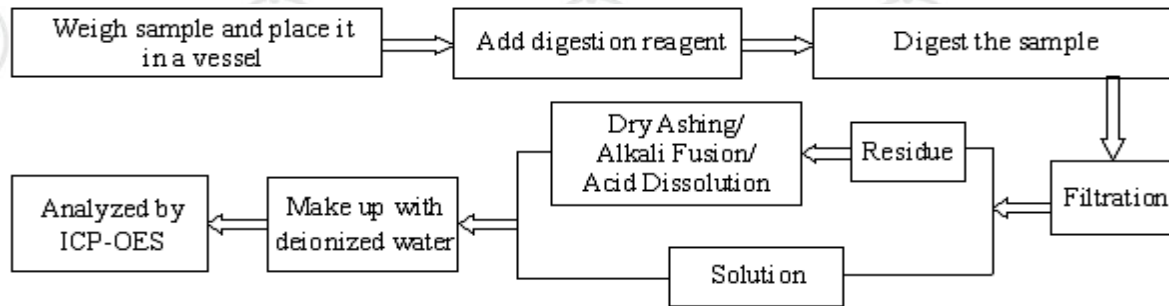 Weigh sample and place it
in a vessel
Add digestion reagent
Digest the sample
Dry Ashing/
Alkali Fusion/
Acid Dissolution
Residue
Filtration
Analyzed by
ICP-OES
Make up with
deionized water
Solution